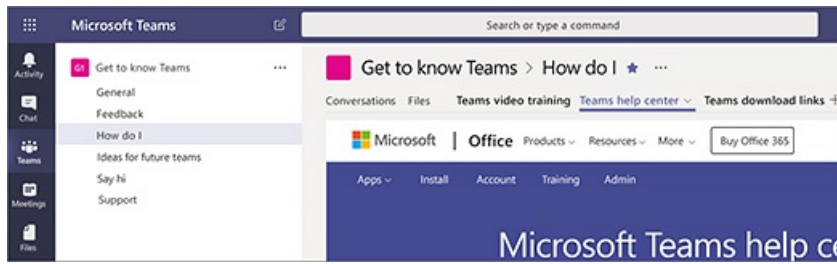 Microsoft Teams
Search or type a command
Activity
Chat
Teams
Meetings
Files
G1 Get to know Teams ...
General
Feedback
How do I
Ideas for future teams
Say hi
Support
Get to know Teams > How do I ...
Conversations Files Teams video training Teams help center Teams download links +
Microsoft | Office Products Resources More Buy Office 365
Apps Install Account Training Admin
Microsoft Teams help ce